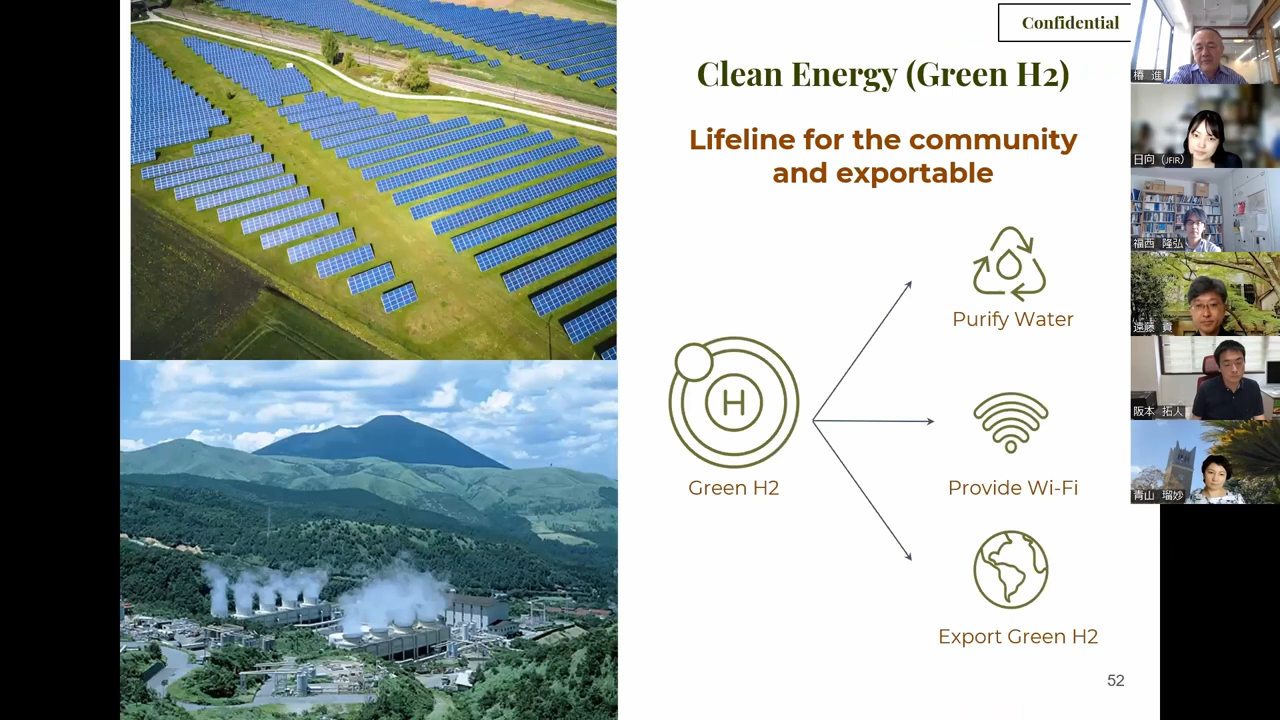 Confidential
Clean Energy (Green H2)
Lifeline for the community
and exportable
Purify Water
H
Green H2
Provide Wi-Fi
Export Green H2
52
椿 進
日向 (JFIR)
福西 隆弘
遠藤 貢
阪本 拓人
青山 瑠妙